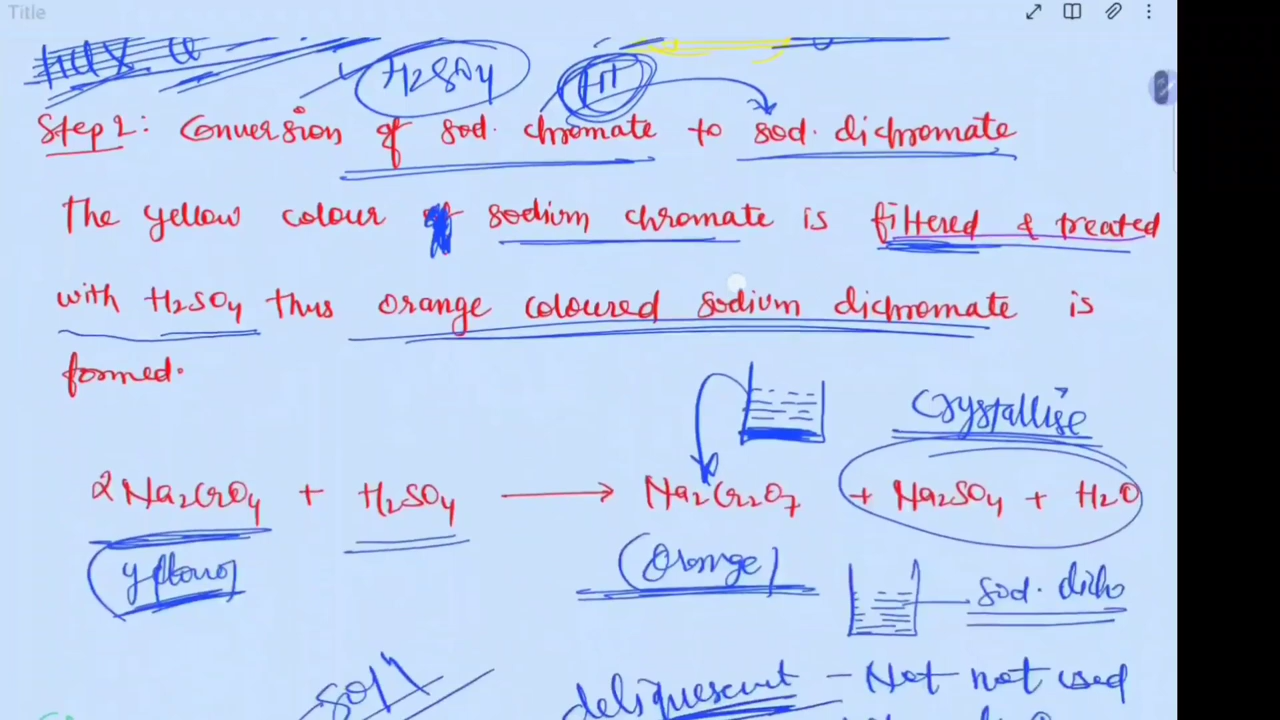 Title
H2SO4 H+
Step 2: Conversion of sod. chromate to sod. dichromate
The yellow colour of sodium chromate is filtered & treated
with H2SO4 thus orange coloured sodium dichromate is
formed.
Crystallise
2Na2CrO4 + H2SO4 → Na2Cr2O7 + Na2SO4 + H2O
yellow (Orange)
sod. dicho
sol^n deliquescent - Not not used